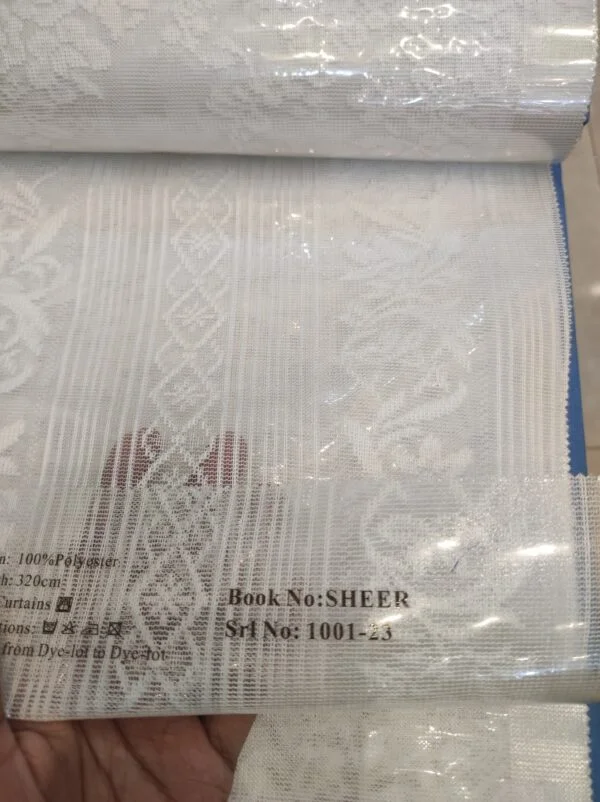 n: 100%Polyester
h: 320cm
Curtains
tions:
from Dye-lot to Dye-lot
Book No:SHEER
Srl No: 1001-23